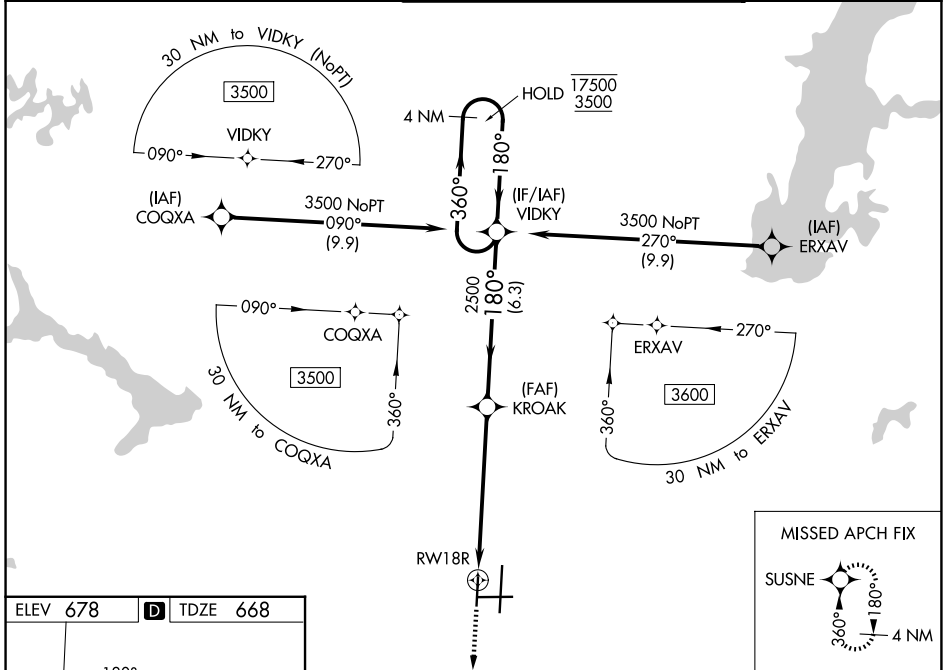 30 NM to VIDKY (NoPT)
3500
VIDKY
090°
270°
HOLD
17500
3500
4 NM
360°
180°
(IAF)
COQXA
3500 NoPT
090°
(9.9)
(IF/IAF)
VIDKY
3500 NoPT
270°
(9.9)
(IAF)
ERXAV
2500
180°
(6.3)
090°
COQXA
3500
360°
30 NM to COQXA
270°
ERXAV
3600
360°
30 NM to ERXAV
(FAF)
KROAK
RW18R
MISSED APCH FIX
SUSNE
360°
180°
4 NM
ELEV 678 D TDZE 668